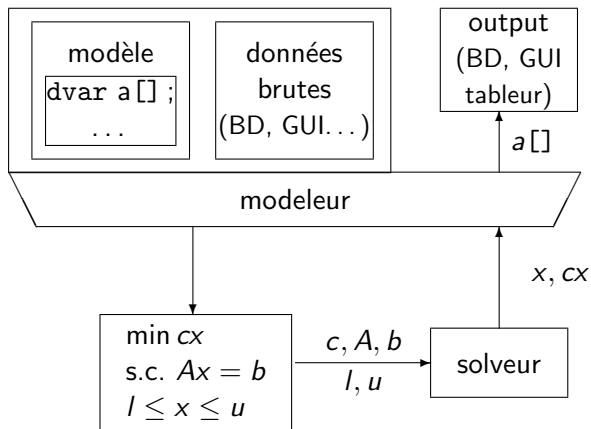 modèle
dvar a[] ;
...
données
brutes
(BD, GUI...)
output
(BD, GUI
tableur)
a[]
modeleur
x, cx
min cx
s.c. Ax = b
l ≤ x ≤ u
c, A, b
l, u
solveur